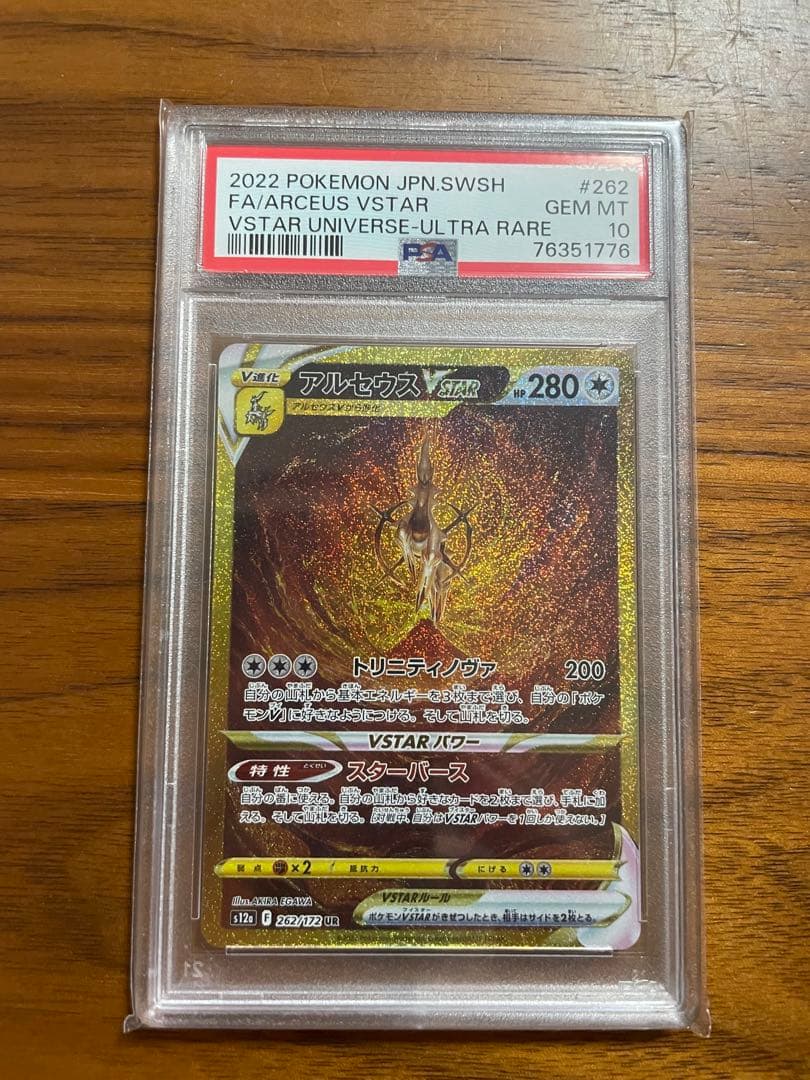 2022 POKEMON JPN.SWSH #262
FA/ARCEUS VSTAR GEM MT
VSTAR UNIVERSE-ULTRA RARE 10
PSA 76351776
V進化 アルセウス VSTAR HP 280
アルセウスVから進化
トリニティノヴァ 200
自分の山札から基本エネルギーを3枚まで選び、自分の「ポケ
モンV」に好きなようにつける。そして山札を切る。
VSTARパワー
特性 スターバース
自分の番に使える。自分の山札から好きなカードを2枚まで選び、手札に加
える。そして山札を切る。[対戦中、自分はVSTARパワーを1回しか使えない。]
弱点 ×2 抵抗力 にげる
Illus. AKIRA EGAWA
VSTARルール
ポケモンVSTARがきぜつしたとき、相手はサイドを2枚とる。
s12a F 262/172 UR